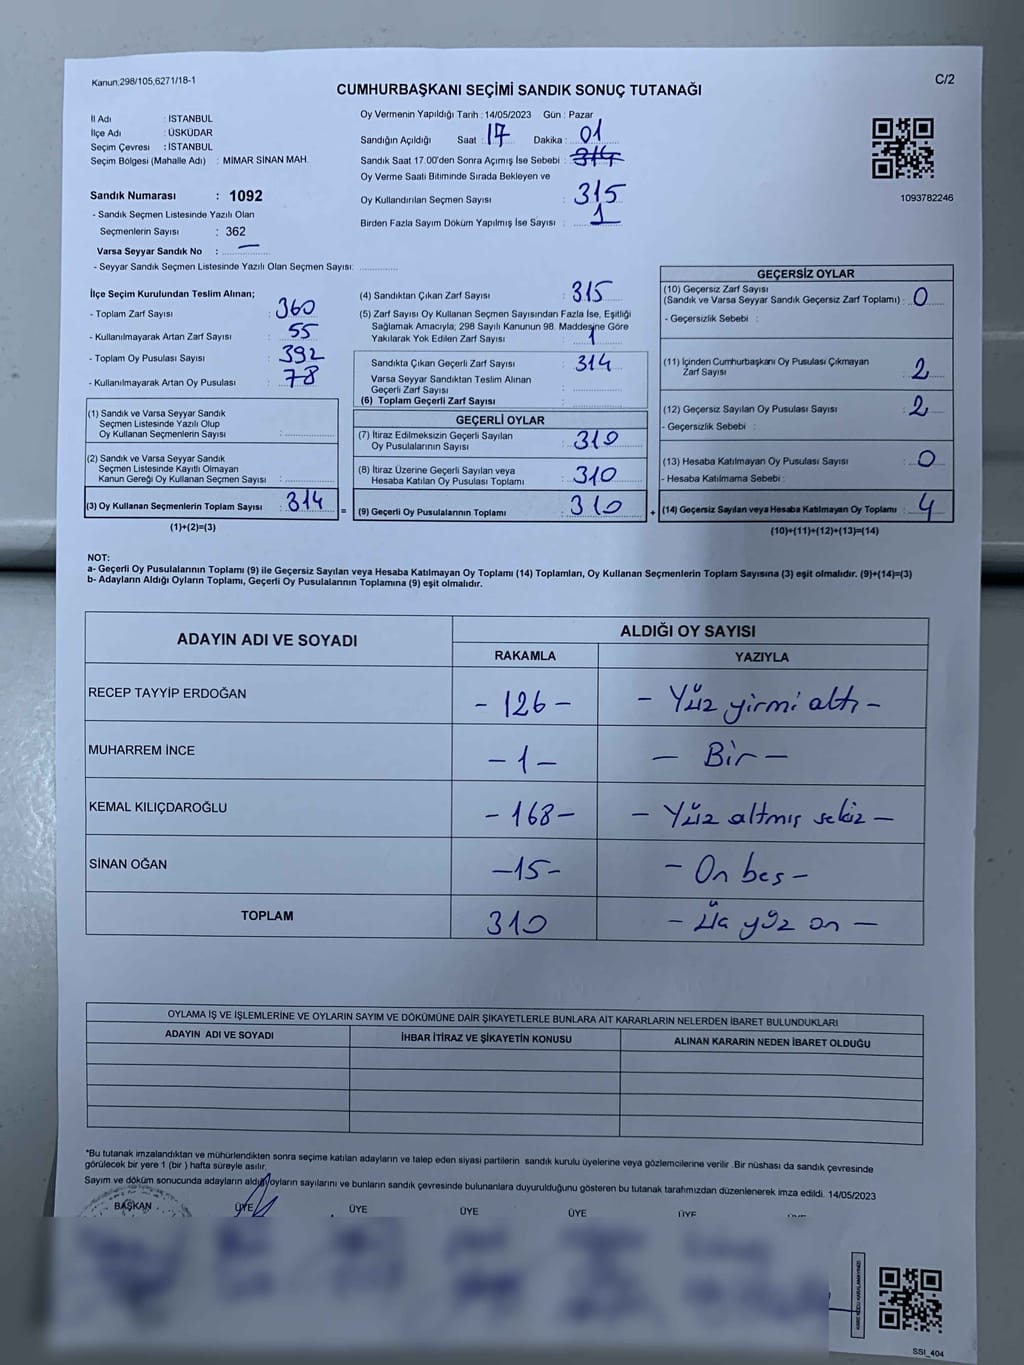 Kanun,298/105,6271/18-1
C/2
CUMHURBAŞKANI SEÇİMİ SANDIK SONUÇ TUTANAĞI
İl Adı : İSTANBUL
İlçe Adı : ÜSKÜDAR
Seçim Çevresi : İSTANBUL
Seçim Bölgesi (Mahalle Adı) : MİMAR SİNAN MAH.
Sandık Numarası : 1092
- Sandık Seçmen Listesinde Yazılı Olan
Seçmenlerin Sayısı : 362
Varsa Seyyar Sandık No : —
- Seyyar Sandık Seçmen Listesinde Yazılı Olan Seçmen Sayısı:
Oy Vermenin Yapıldığı Tarih : 14/05/2023 Gün : Pazar
Sandığın Açıldığı Saat : 17 Dakika : 01
Sandık Saat 17.00'den Sonra Açımış İse Sebebi : 314
Oy Verme Saati Bitiminde Sırada Bekleyen ve
Oy Kullandırılan Seçmen Sayısı : 315
Birden Fazla Sayım Döküm Yapılmış İse Sayısı : 1
1093782246
İlçe Seçim Kurulundan Teslim Alınan;
- Toplam Zarf Sayısı : 360
- Kullanılmayarak Artan Zarf Sayısı : 55
- Toplam Oy Pusulası Sayısı : 392
- Kullanılmayarak Artan Oy Pusulası : 78
(1) Sandık ve Varsa Seyyar Sandık
Seçmen Listesinde Yazılı Olup
Oy Kullanan Seçmenlerin Sayısı :
(2) Sandık ve Varsa Seyyar Sandık
Seçmen Listesinde Kayıtlı Olmayan
Kanun Gereği Oy Kullanan Seçmen Sayısı :
(3) Oy Kullanan Seçmenlerin Toplam Sayısı : 314
(1)+(2)=(3)
=
(4) Sandıktan Çıkan Zarf Sayısı : 315
(5) Zarf Sayısı Oy Kullanan Seçmen Sayısından Fazla İse, Eşitliği
Sağlamak Amacıyla; 298 Sayılı Kanunun 98. Maddesine Göre
Yakılarak Yok Edilen Zarf Sayısı : 1
Sandıkta Çıkan Geçerli Zarf Sayısı : 314
Varsa Seyyar Sandıktan Teslim Alınan
Geçerli Zarf Sayısı :
(6) Toplam Geçerli Zarf Sayısı :
GEÇERLİ OYLAR
(7) İtiraz Edilmeksizin Geçerli Sayılan
Oy Pusulalarının Sayısı : 310
(8) İtiraz Üzerine Geçerli Sayılan veya
Hesaba Katılan Oy Pusulası Toplamı : 310
(9) Geçerli Oy Pusulalarının Toplamı : 310
+
GEÇERSİZ OYLAR
(10) Geçersiz Zarf Sayısı
(Sandık ve Varsa Seyyar Sandık Geçersiz Zarf Toplamı) : 0
- Geçersizlik Sebebi :
(11) İçinden Cumhurbaşkanı Oy Pusulası Çıkmayan
Zarf Sayısı : 2
(12) Geçersiz Sayılan Oy Pusulası Sayısı : 2
- Geçersizlik Sebebi :
(13) Hesaba Katılmayan Oy Pusulası Sayısı : 0
- Hesaba Katılmama Sebebi :
(14) Geçersiz Sayılan veya Hesaba Katılmayan Oy Toplamı : 4
(10)+(11)+(12)+(13)=(14)
NOT:
a- Geçerli Oy Pusulalarının Toplamı (9) ile Geçersiz Sayılan veya Hesaba Katılmayan Oy Toplamı (14) Toplamları, Oy Kullanan Seçmenlerin Toplam Sayısına (3) eşit olmalıdır. (9)+(14)=(3)
b- Adayların Aldığı Oyların Toplamı, Geçerli Oy Pusulalarının Toplamına (9) eşit olmalıdır.
ADAYIN ADI VE SOYADI
ALDIĞI OY SAYISI
RAKAMLA YAZIYLA
RECEP TAYYİP ERDOĞAN - 126 - - Yüz yirmi altı -
MUHARREM İNCE - 1 - - Bir -
KEMAL KILIÇDAROĞLU - 168 - - Yüz altmış sekiz -
SİNAN OĞAN - 15 - - On beş -
TOPLAM 310 - Üç yüz on -
OYLAMA İŞ VE İŞLEMLERİNE VE OYLARIN SAYIM VE DÖKÜMÜNE DAİR ŞİKAYETLERLE BUNLARA AİT KARARLARIN NELERDEN İBARET BULUNDUKLARI
ADAYIN ADI VE SOYADI İHBAR İTİRAZ VE ŞİKAYETİN KONUSU ALINAN KARARIN NEDEN İBARET OLDUĞU
*Bu tutanak imzalandıktan ve mühürlendikten sonra seçime katılan adayların ve talep eden siyasi partilerin sandık kurulu üyelerine veya gözlemcilerine verilir .Bir nüshası da sandık çevresinde
görülecek bir yere 1 (bir ) hafta süreyle asılır.
Sayım ve döküm sonucunda adayların aldığı oyların sayılarını ve bunların sandık çevresinde bulunanlara duyurulduğunu gösteren bu tutanak tarafımızdan düzenlenerek imza edildi. 14/05/2023
BAŞKAN ÜYE ÜYE ÜYE ÜYE ÜYE
KAREKODU KARALAMAYINIZ!
SSI_404